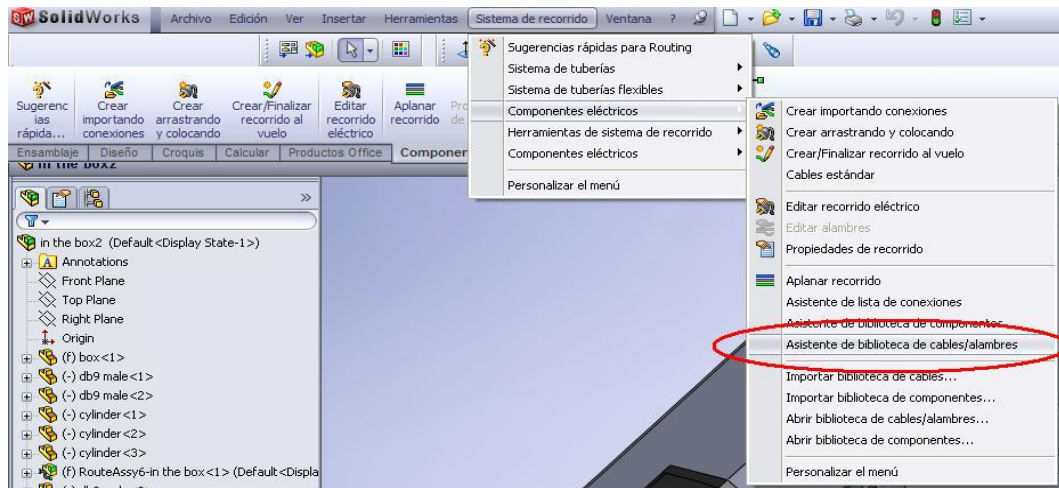 SolidWorks Archivo Edición Ver Insertar Herramientas Sistema de recorrido Ventana ?
Sugerenc
ias
rápida...
Crear
importando
conexiones
Crear
arrastrando
y colocando
Crear/Finalizar
recorrido al
vuelo
Editar
recorrido
eléctrico
Aplanar
recorrido
Ensamblaje Diseño Croquis Calcular Productos Office Componer
in the box2
in the box2 (Default<Display State-1>)
Annotations
Front Plane
Top Plane
Right Plane
Origin
(f) box<1>
(-) db9 male<1>
(-) db9 male<2>
(-) cylinder<1>
(-) cylinder<2>
(-) cylinder<3>
(f) RouteAssy6-in the box<1> (Default<Displa
Sugerencias rápidas para Routing
Sistema de tuberías
Sistema de tuberías flexibles
Componentes eléctricos
Herramientas de sistema de recorrido
Componentes eléctricos
Personalizar el menú
Crear importando conexiones
Crear arrastrando y colocando
Crear/Finalizar recorrido al vuelo
Cables estándar
Editar recorrido eléctrico
Editar alambres
Propiedades de recorrido
Aplanar recorrido
Asistente de lista de conexiones
Asistente de biblioteca de componentes
Asistente de biblioteca de cables/alambres
Importar biblioteca de cables...
Importar biblioteca de componentes...
Abrir biblioteca de cables/alambres...
Abrir biblioteca de componentes...
Personalizar el menú